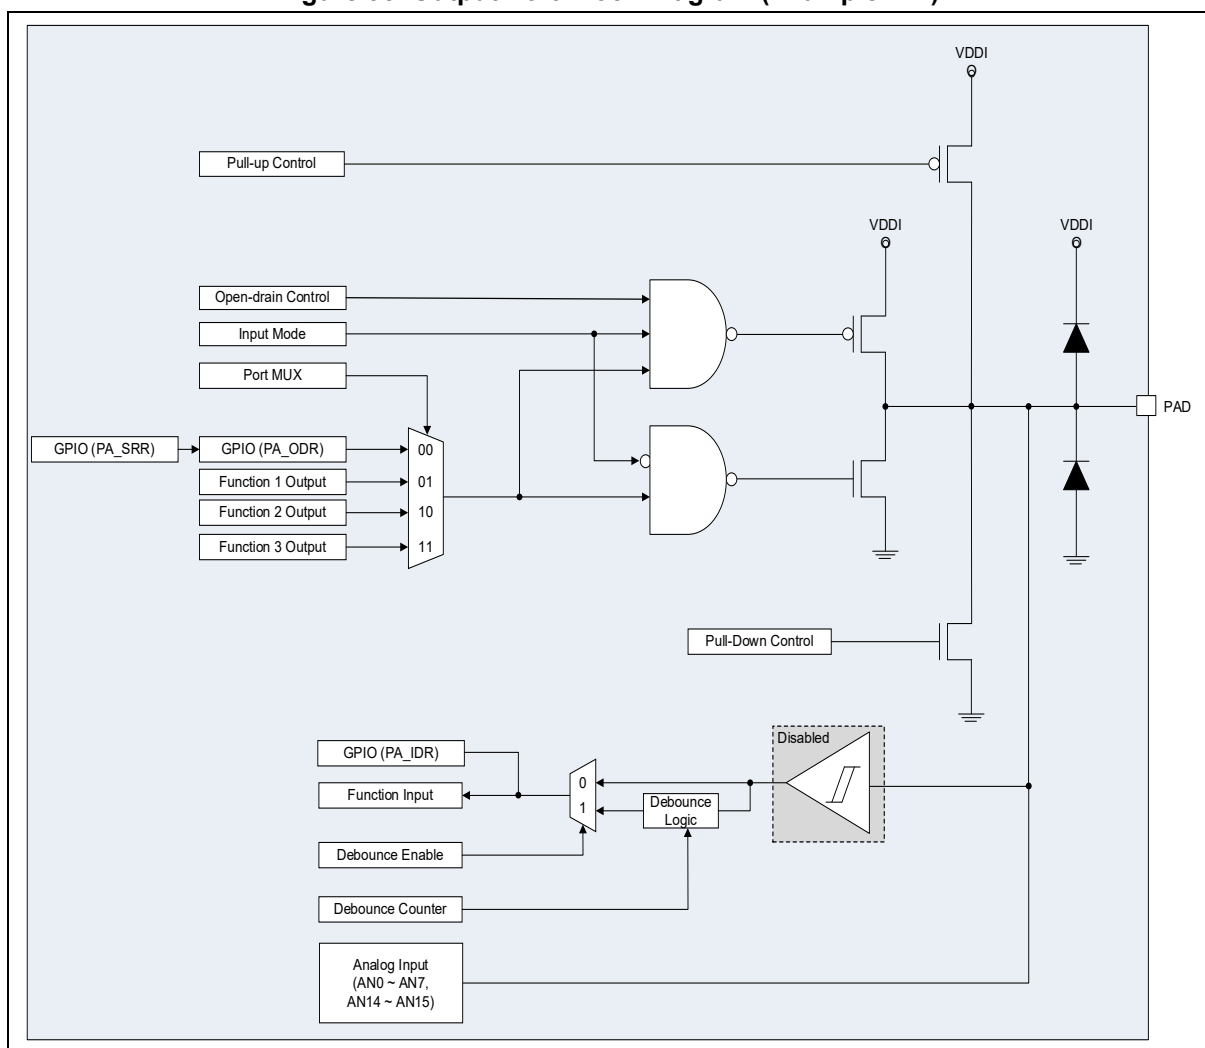 VDDI
Pull-up Control
VDDI
VDDI
Open-drain Control
Input Mode
Port MUX
PAD
GPIO (PA_SRR)
GPIO (PA_ODR)
00
Function 1 Output
01
Function 2 Output
10
Function 3 Output
11
Pull-Down Control
Disabled
GPIO (PA_IDR)
0
Function Input
1
Debounce
Logic
Debounce Enable
Debounce Counter
Analog Input
(AN0 ~ AN7,
AN14 ~ AN15)